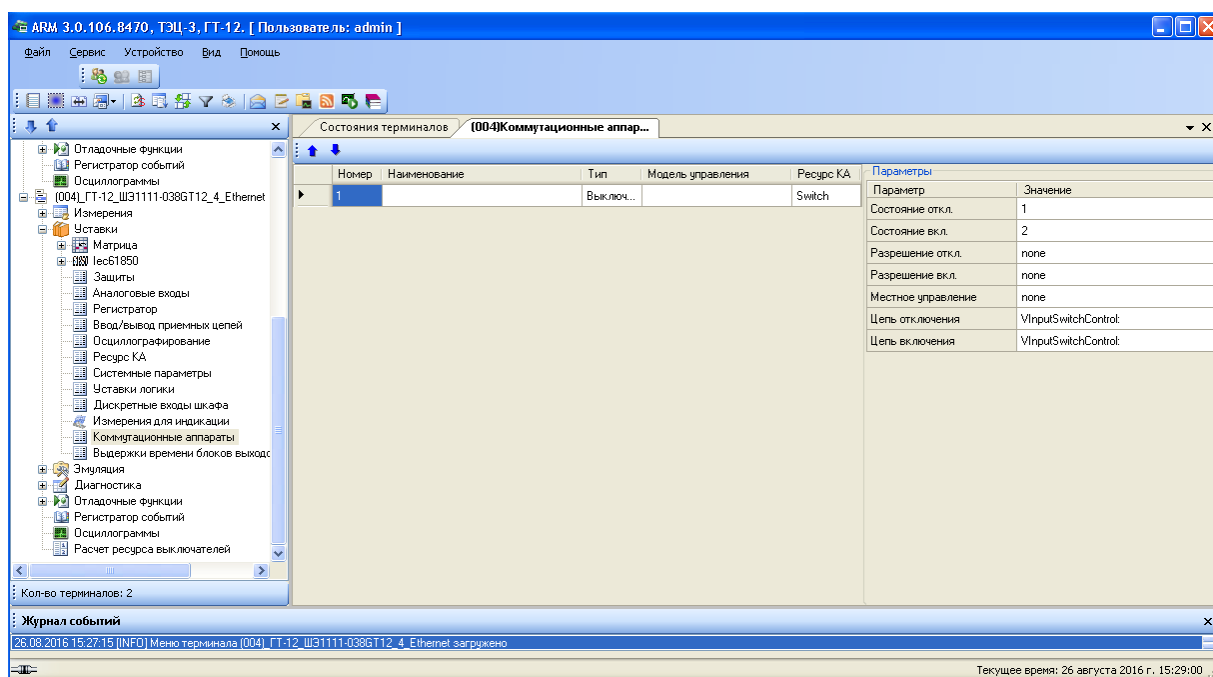 ARM 3.0.106.8470, ТЭЦ-3, ГТ-12. [ Пользователь: admin ]
Файл Сервис Устройство Вид Помощь
Состояния терминалов (004)Коммутационные аппар...
Отладочные функции
Регистратор событий
Осциллограммы
(004)_ГТ-12_ШЭ1111-038GT12_4_Ethernet
Измерения
Уставки
Матрица
Iec61850
Защиты
Аналоговые входы
Регистратор
Ввод/вывод приемных цепей
Осциллографирование
Ресурс КА
Системные параметры
Уставки логики
Дискретные входы шкафа
Измерения для индикации
Коммутационные аппараты
Выдержки времени блоков выходо
Эмуляция
Диагностика
Отладочные функции
Регистратор событий
Осциллограммы
Расчет ресурса выключателей
Кол-во терминалов: 2
Номер Наименование Тип Модель управления Ресурс КА
1 Выключ... Switch
Параметры
Параметр Значение
Состояние откл. 1
Состояние вкл. 2
Разрешение откл. none
Разрешение вкл. none
Местное управление none
Цепь отключения VInputSwitchControl:
Цепь включения VInputSwitchControl:
Журнал событий
26.08.2016 15:27:15 [INFO] Меню терминала (004)_ГТ-12_ШЭ1111-038GT12_4_Ethernet загружено
Текущее время: 26 августа 2016 г. 15:29:00